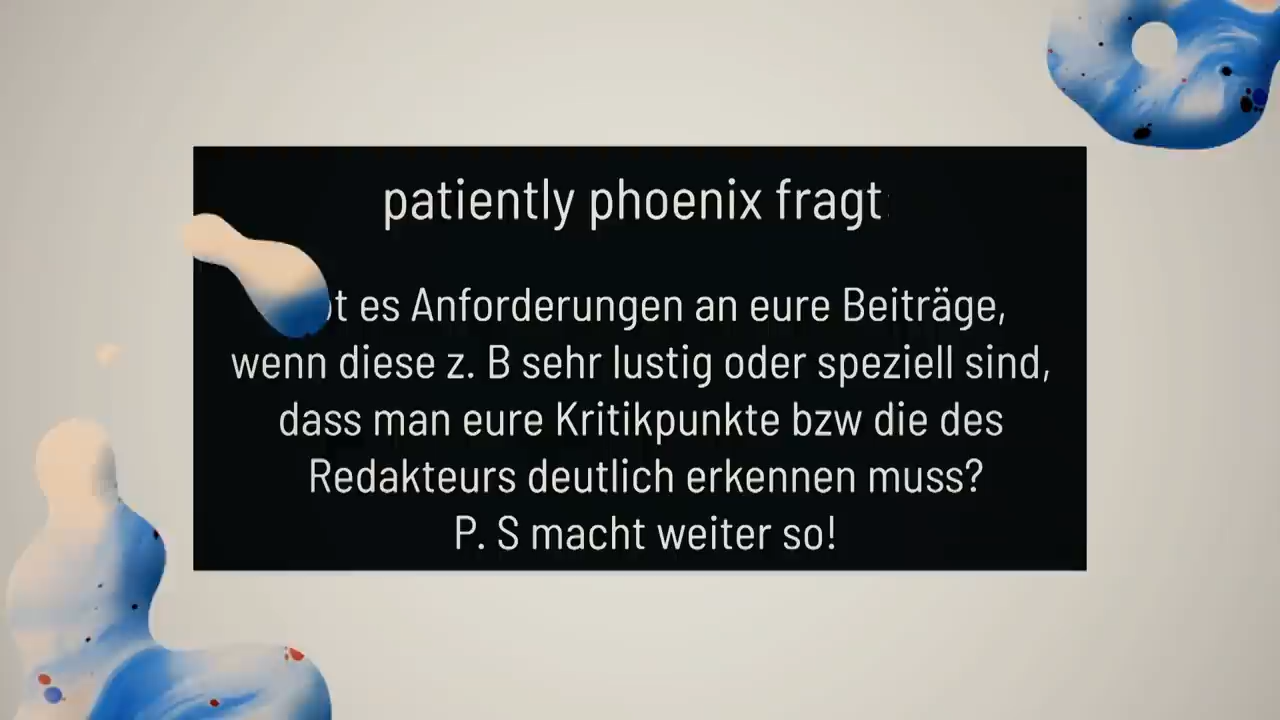 patiently phoenix fragt:
es Anforderungen an eure Beiträge,
wenn diese z. B sehr lustig oder speziell sind,
dass man eure Kritikpunkte bzw die des
Redakteurs deutlich erkennen muss?
P. S macht weiter so!